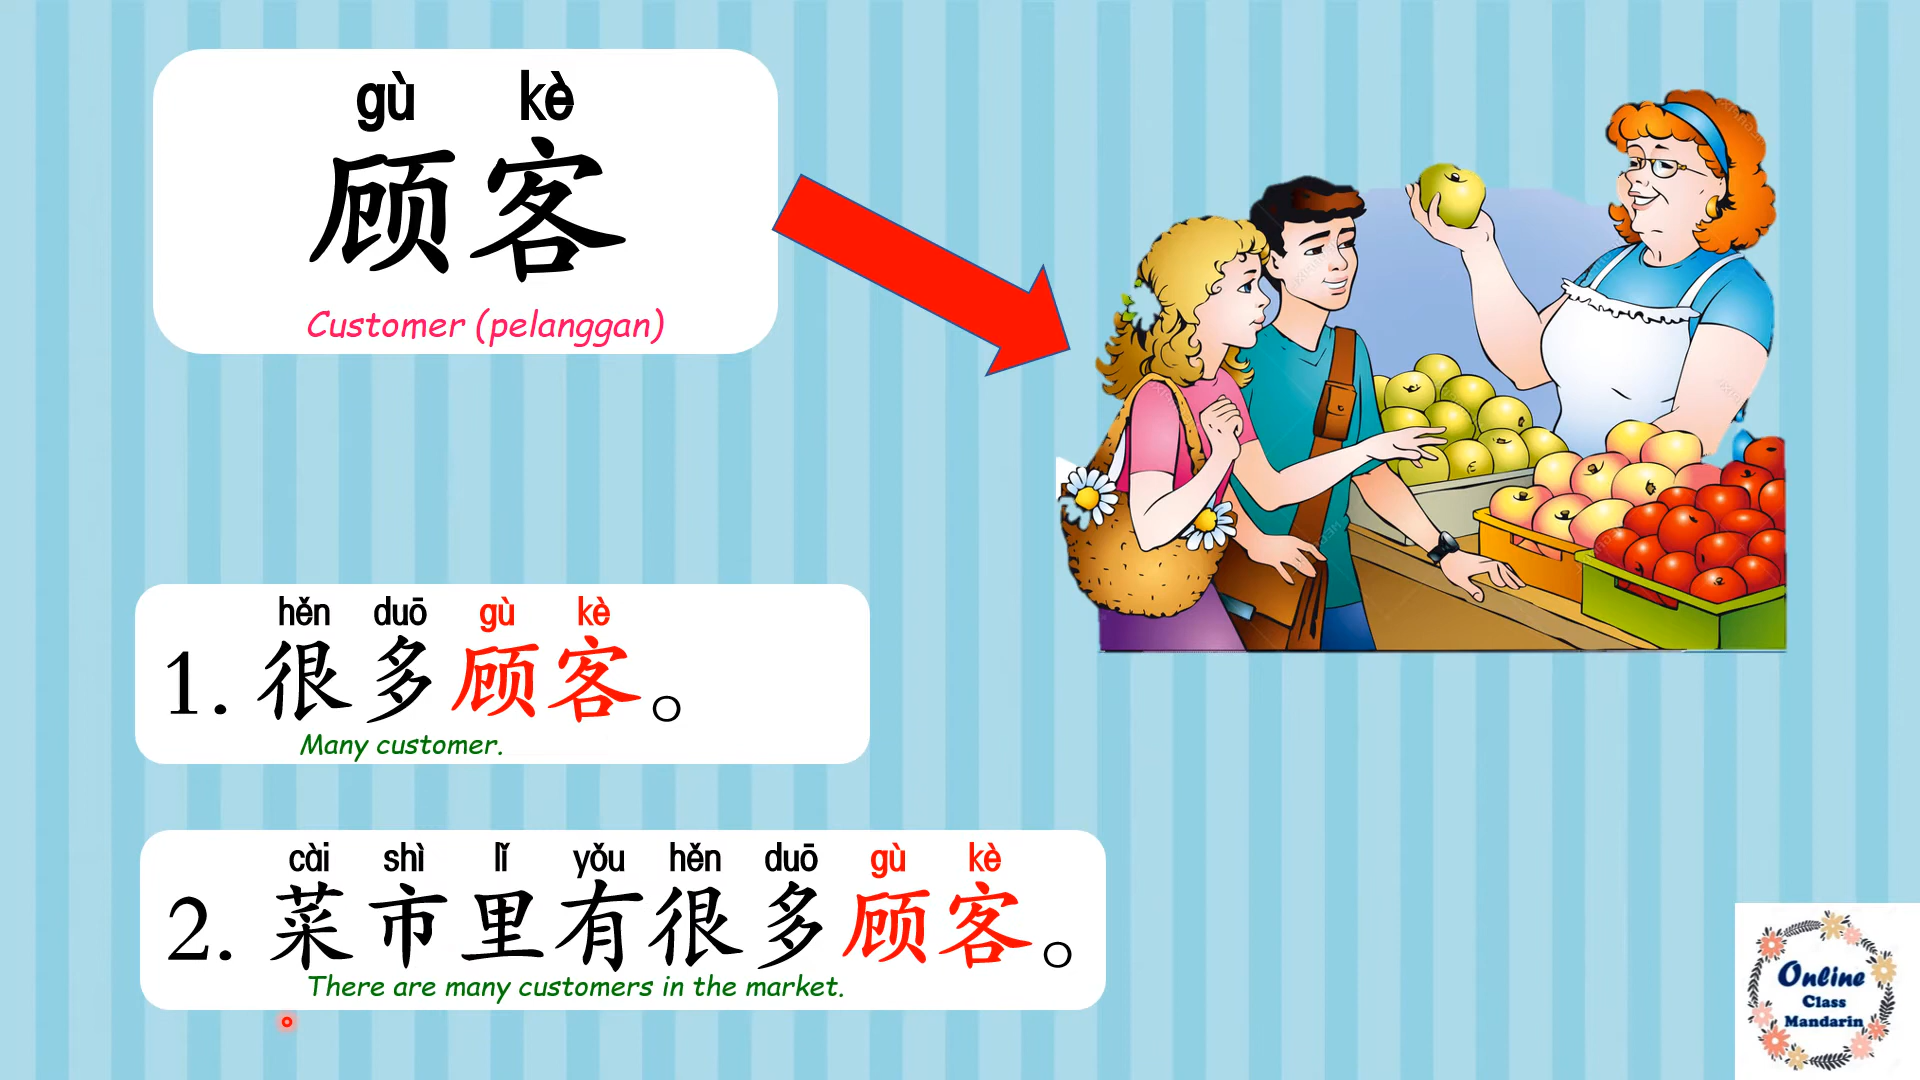 gù kè
顾客
Customer (pelanggan)
hěn duō gù kè
1. 很多顾客。
Many customer.
cài shì lǐ yǒu hěn duō gù kè
2. 菜市里有很多顾客。
There are many customers in the market.
Online
Class
Mandarin